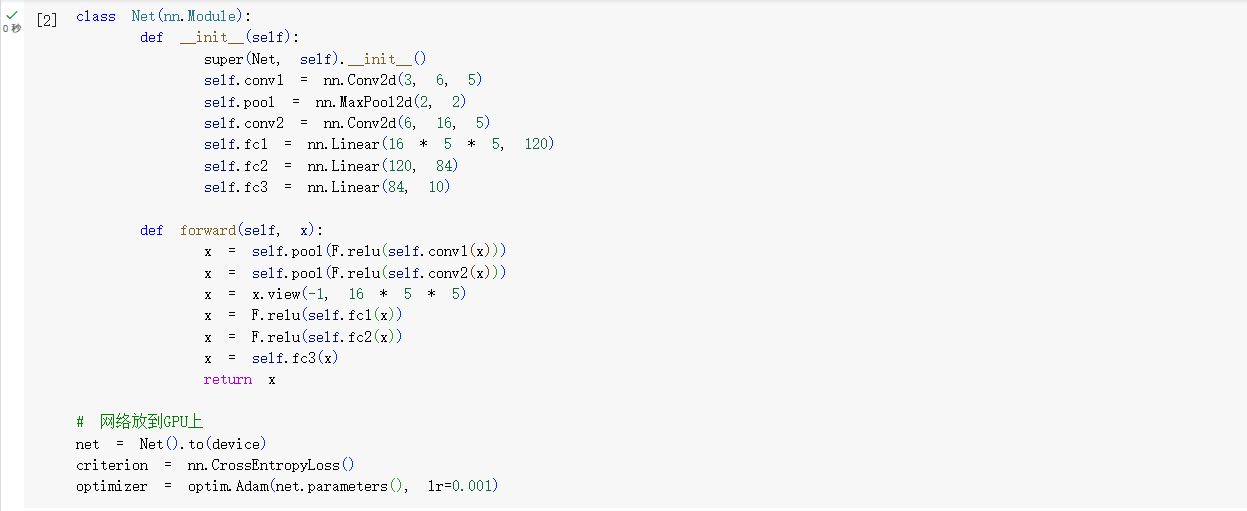 [2]
0 秒
class Net(nn.Module):
    def __init__(self):
        super(Net, self).__init__()
        self.conv1 = nn.Conv2d(3, 6, 5)
        self.pool = nn.MaxPool2d(2, 2)
        self.conv2 = nn.Conv2d(6, 16, 5)
        self.fc1 = nn.Linear(16 * 5 * 5, 120)
        self.fc2 = nn.Linear(120, 84)
        self.fc3 = nn.Linear(84, 10)

    def forward(self, x):
        x = self.pool(F.relu(self.conv1(x)))
        x = self.pool(F.relu(self.conv2(x)))
        x = x.view(-1, 16 * 5 * 5)
        x = F.relu(self.fc1(x))
        x = F.relu(self.fc2(x))
        x = self.fc3(x)
        return x

# 网络放到GPU上
net = Net().to(device)
criterion = nn.CrossEntropyLoss()
optimizer = optim.Adam(net.parameters(), lr=0.001)